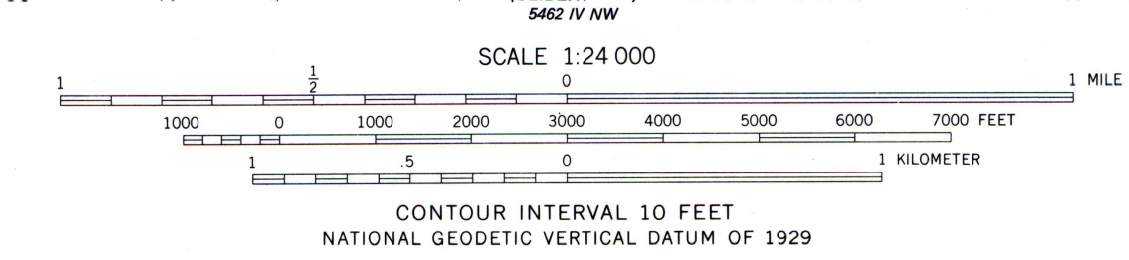 5462 IV NW
SCALE 1:24 000
1 1/2 0 1 MILE
1000 0 1000 2000 3000 4000 5000 6000 7000 FEET
1 .5 0 1 KILOMETER
CONTOUR INTERVAL 10 FEET
NATIONAL GEODETIC VERTICAL DATUM OF 1929